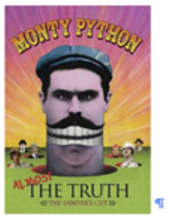 MONTY PYTHON
ALMOST
THE TRUTH
THE LAWYER'S CUT
¶